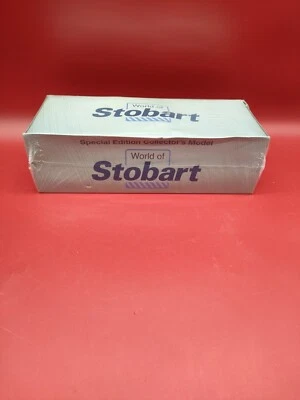 World of
Stobart
Special Edition Collector's Model
World of
Stobart